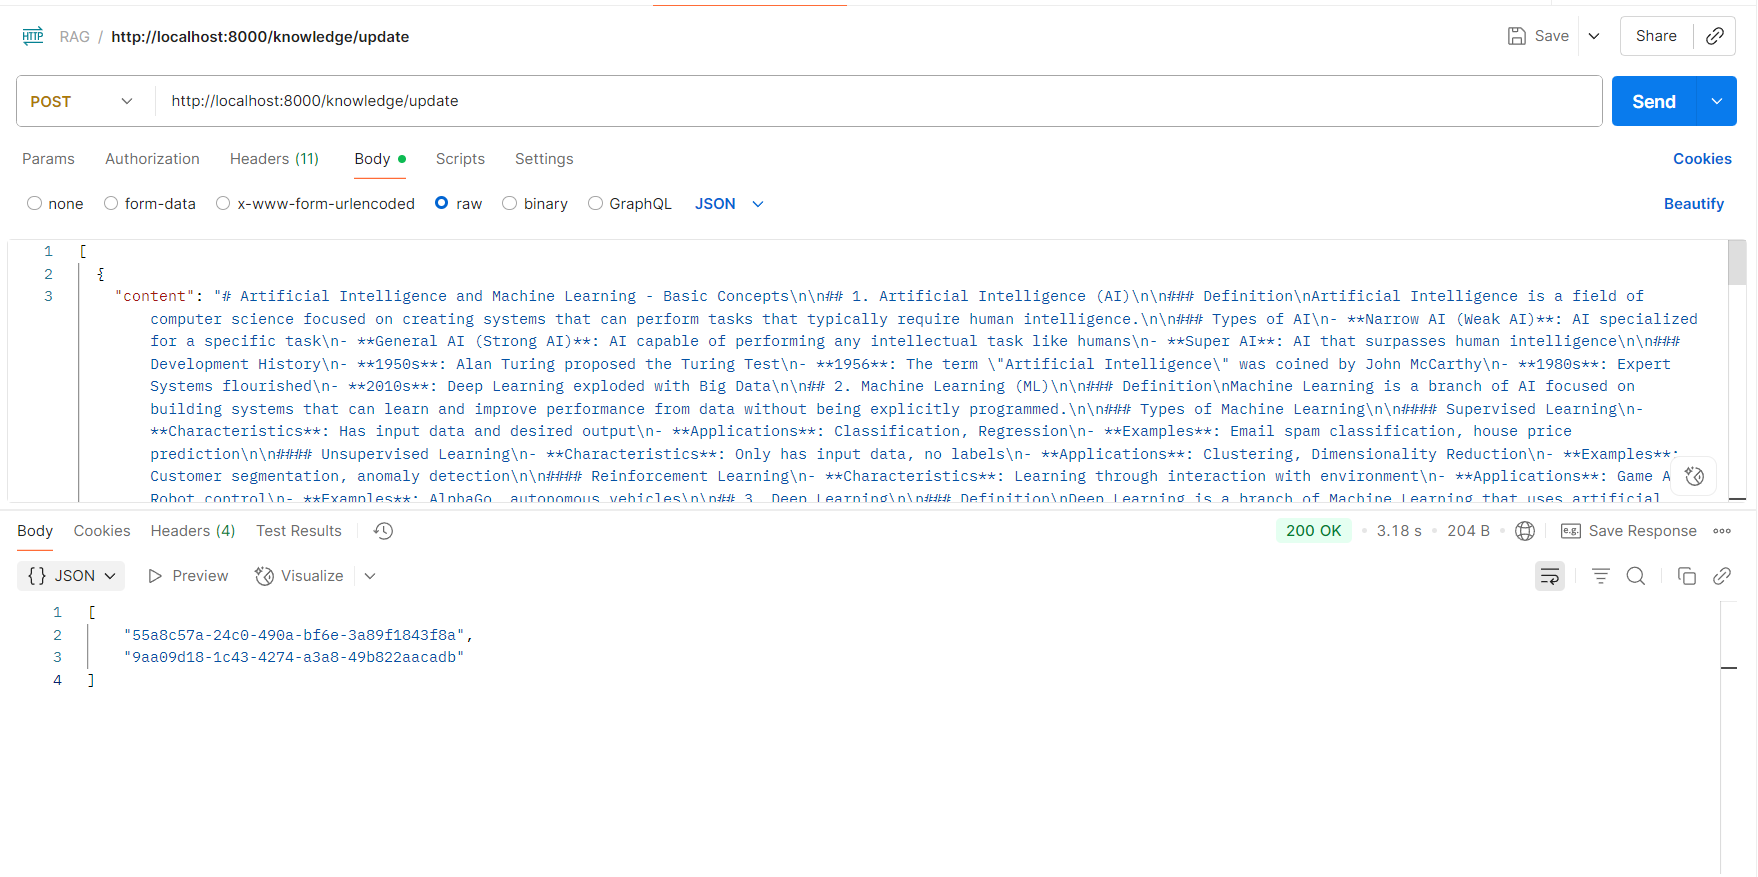 HTTP RAG / http://localhost:8000/knowledge/update Save Share
POST http://localhost:8000/knowledge/update Send
Params Authorization Headers (11) Body Scripts Settings Cookies
none form-data x-www-form-urlencoded raw binary GraphQL JSON Beautify
1 [
2 {
3 "content": "# Artificial Intelligence and Machine Learning - Basic Concepts\n\n## 1. Artificial Intelligence (AI)\n\n### Definition\nArtificial Intelligence is a field of
computer science focused on creating systems that can perform tasks that typically require human intelligence.\n\n### Types of AI\n- **Narrow AI (Weak AI)**: AI specialized
for a specific task\n- **General AI (Strong AI)**: AI capable of performing any intellectual task like humans\n- **Super AI**: AI that surpasses human intelligence\n\n###
Development History\n- **1950s**: Alan Turing proposed the Turing Test\n- **1956**: The term \"Artificial Intelligence\" was coined by John McCarthy\n- **1980s**: Expert
Systems flourished\n- **2010s**: Deep Learning exploded with Big Data\n\n## 2. Machine Learning (ML)\n\n### Definition\nMachine Learning is a branch of AI focused on
building systems that can learn and improve performance from data without being explicitly programmed.\n\n### Types of Machine Learning\n\n#### Supervised Learning\n-
**Characteristics**: Has input data and desired output\n- **Applications**: Classification, Regression\n- **Examples**: Email spam classification, house price
prediction\n\n#### Unsupervised Learning\n- **Characteristics**: Only has input data, no labels\n- **Applications**: Clustering, Dimensionality Reduction\n- **Examples**:
Customer segmentation, anomaly detection\n\n#### Reinforcement Learning\n- **Characteristics**: Learning through interaction with environment\n- **Applications**: Game A
Robot control\n- **Examples**: AlphaGo, autonomous vehicles\n\n## 3. Deep Learning\n\n### Definition\nDeep Learning is a branch of Machine Learning that uses artificial
Body Cookies Headers (4) Test Results 200 OK 3.18 s 204 B e.g. Save Response
{} JSON Preview Visualize
1 [
2 "55a8c57a-24c0-490a-bf6e-3a89f1843f8a",
3 "9aa09d18-1c43-4274-a3a8-49b822aacadb"
4 ]